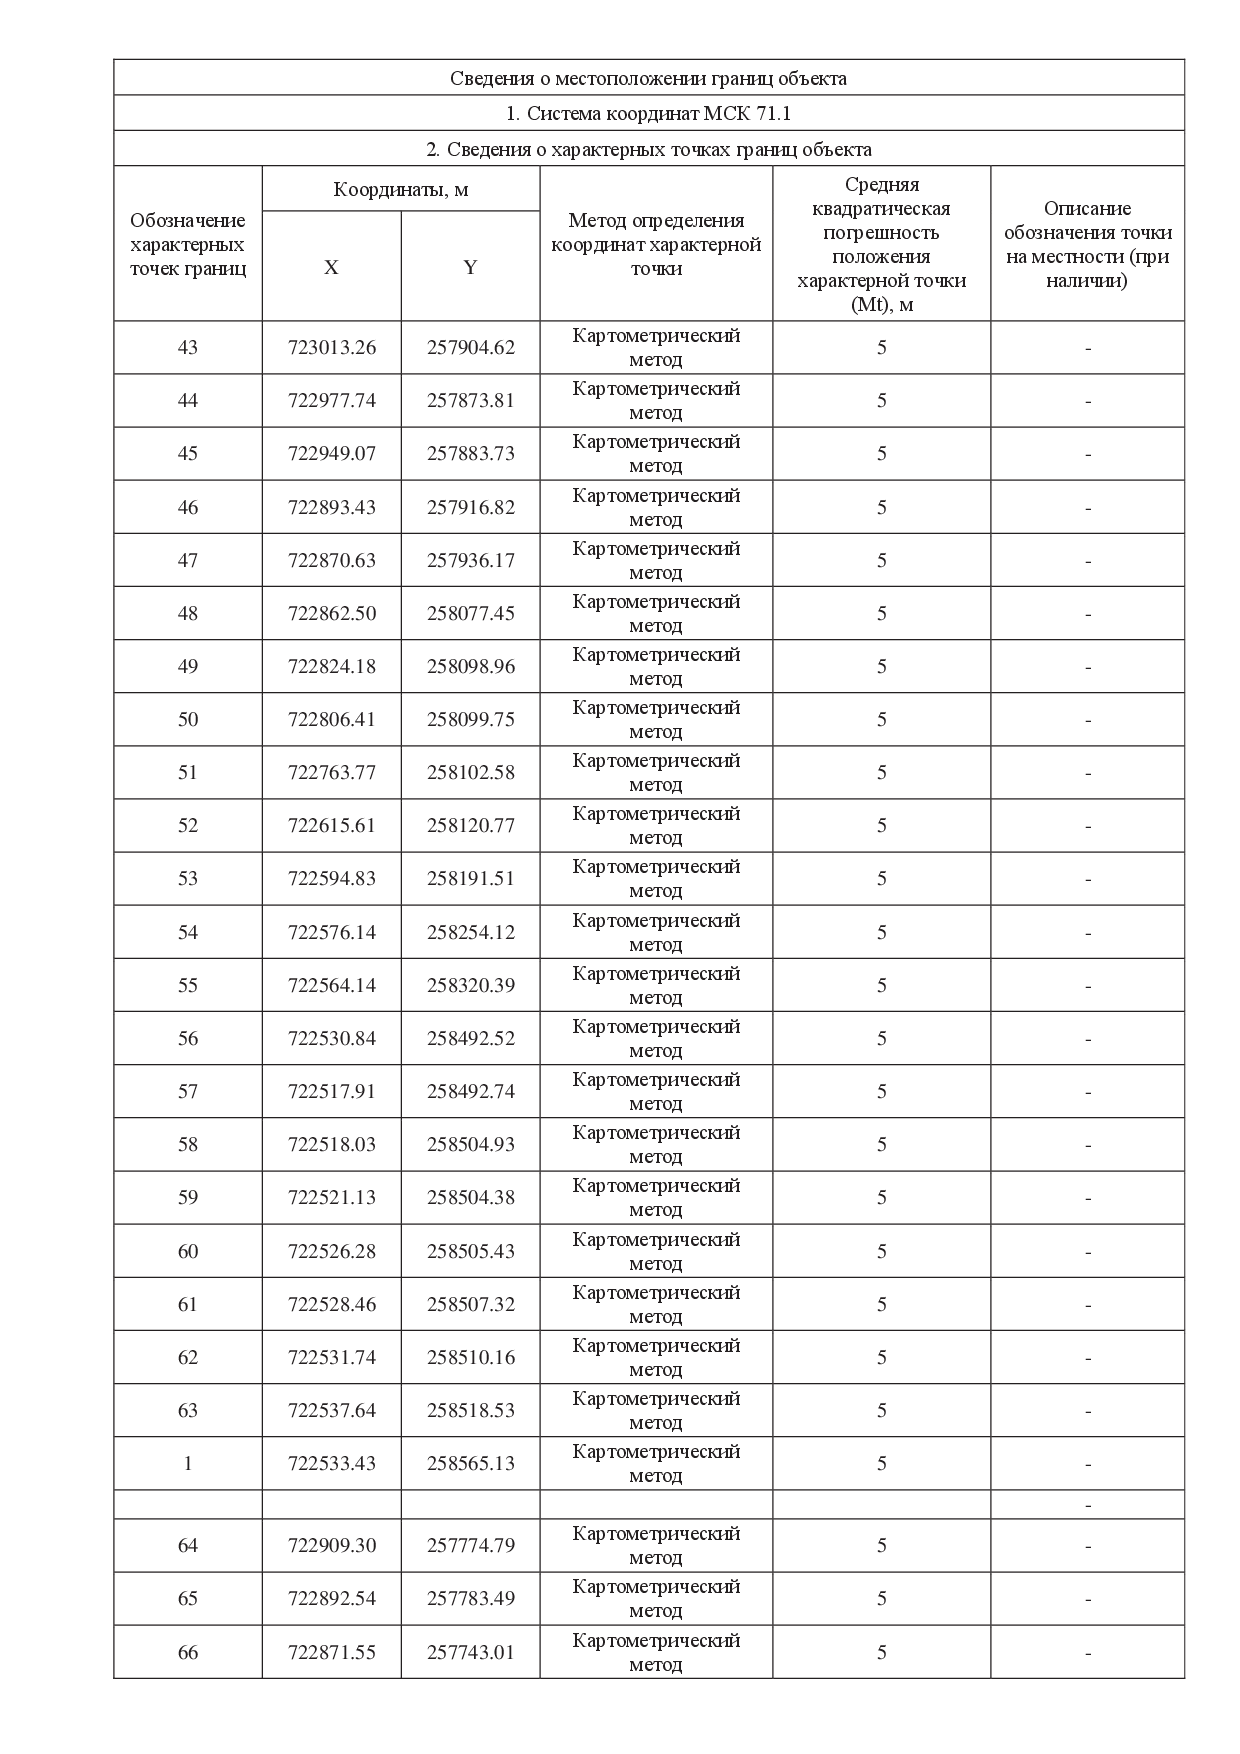 Сведения о местоположении границ объекта
1. Система координат МСК 71.1
2. Сведения о характерных точках границ объекта
Обозначение
характерных
точек границ
Координаты, м
X
Y
Метод определения
координат характерной
точки
Средняя
квадратическая
погрешность
положения
характерной точки
(Mt), м
Описание
обозначения точки
на местности (при
наличии)
43 723013.26 257904.62 Картометрический
метод 5 -
44 722977.74 257873.81 Картометрический
метод 5 -
45 722949.07 257883.73 Картометрический
метод 5 -
46 722893.43 257916.82 Картометрический
метод 5 -
47 722870.63 257936.17 Картометрический
метод 5 -
48 722862.50 258077.45 Картометрический
метод 5 -
49 722824.18 258098.96 Картометрический
метод 5 -
50 722806.41 258099.75 Картометрический
метод 5 -
51 722763.77 258102.58 Картометрический
метод 5 -
52 722615.61 258120.77 Картометрический
метод 5 -
53 722594.83 258191.51 Картометрический
метод 5 -
54 722576.14 258254.12 Картометрический
метод 5 -
55 722564.14 258320.39 Картометрический
метод 5 -
56 722530.84 258492.52 Картометрический
метод 5 -
57 722517.91 258492.74 Картометрический
метод 5 -
58 722518.03 258504.93 Картометрический
метод 5 -
59 722521.13 258504.38 Картометрический
метод 5 -
60 722526.28 258505.43 Картометрический
метод 5 -
61 722528.46 258507.32 Картометрический
метод 5 -
62 722531.74 258510.16 Картометрический
метод 5 -
63 722537.64 258518.53 Картометрический
метод 5 -
1 722533.43 258565.13 Картометрический
метод 5 -
-
64 722909.30 257774.79 Картометрический
метод 5 -
65 722892.54 257783.49 Картометрический
метод 5 -
66 722871.55 257743.01 Картометрический
метод 5 -